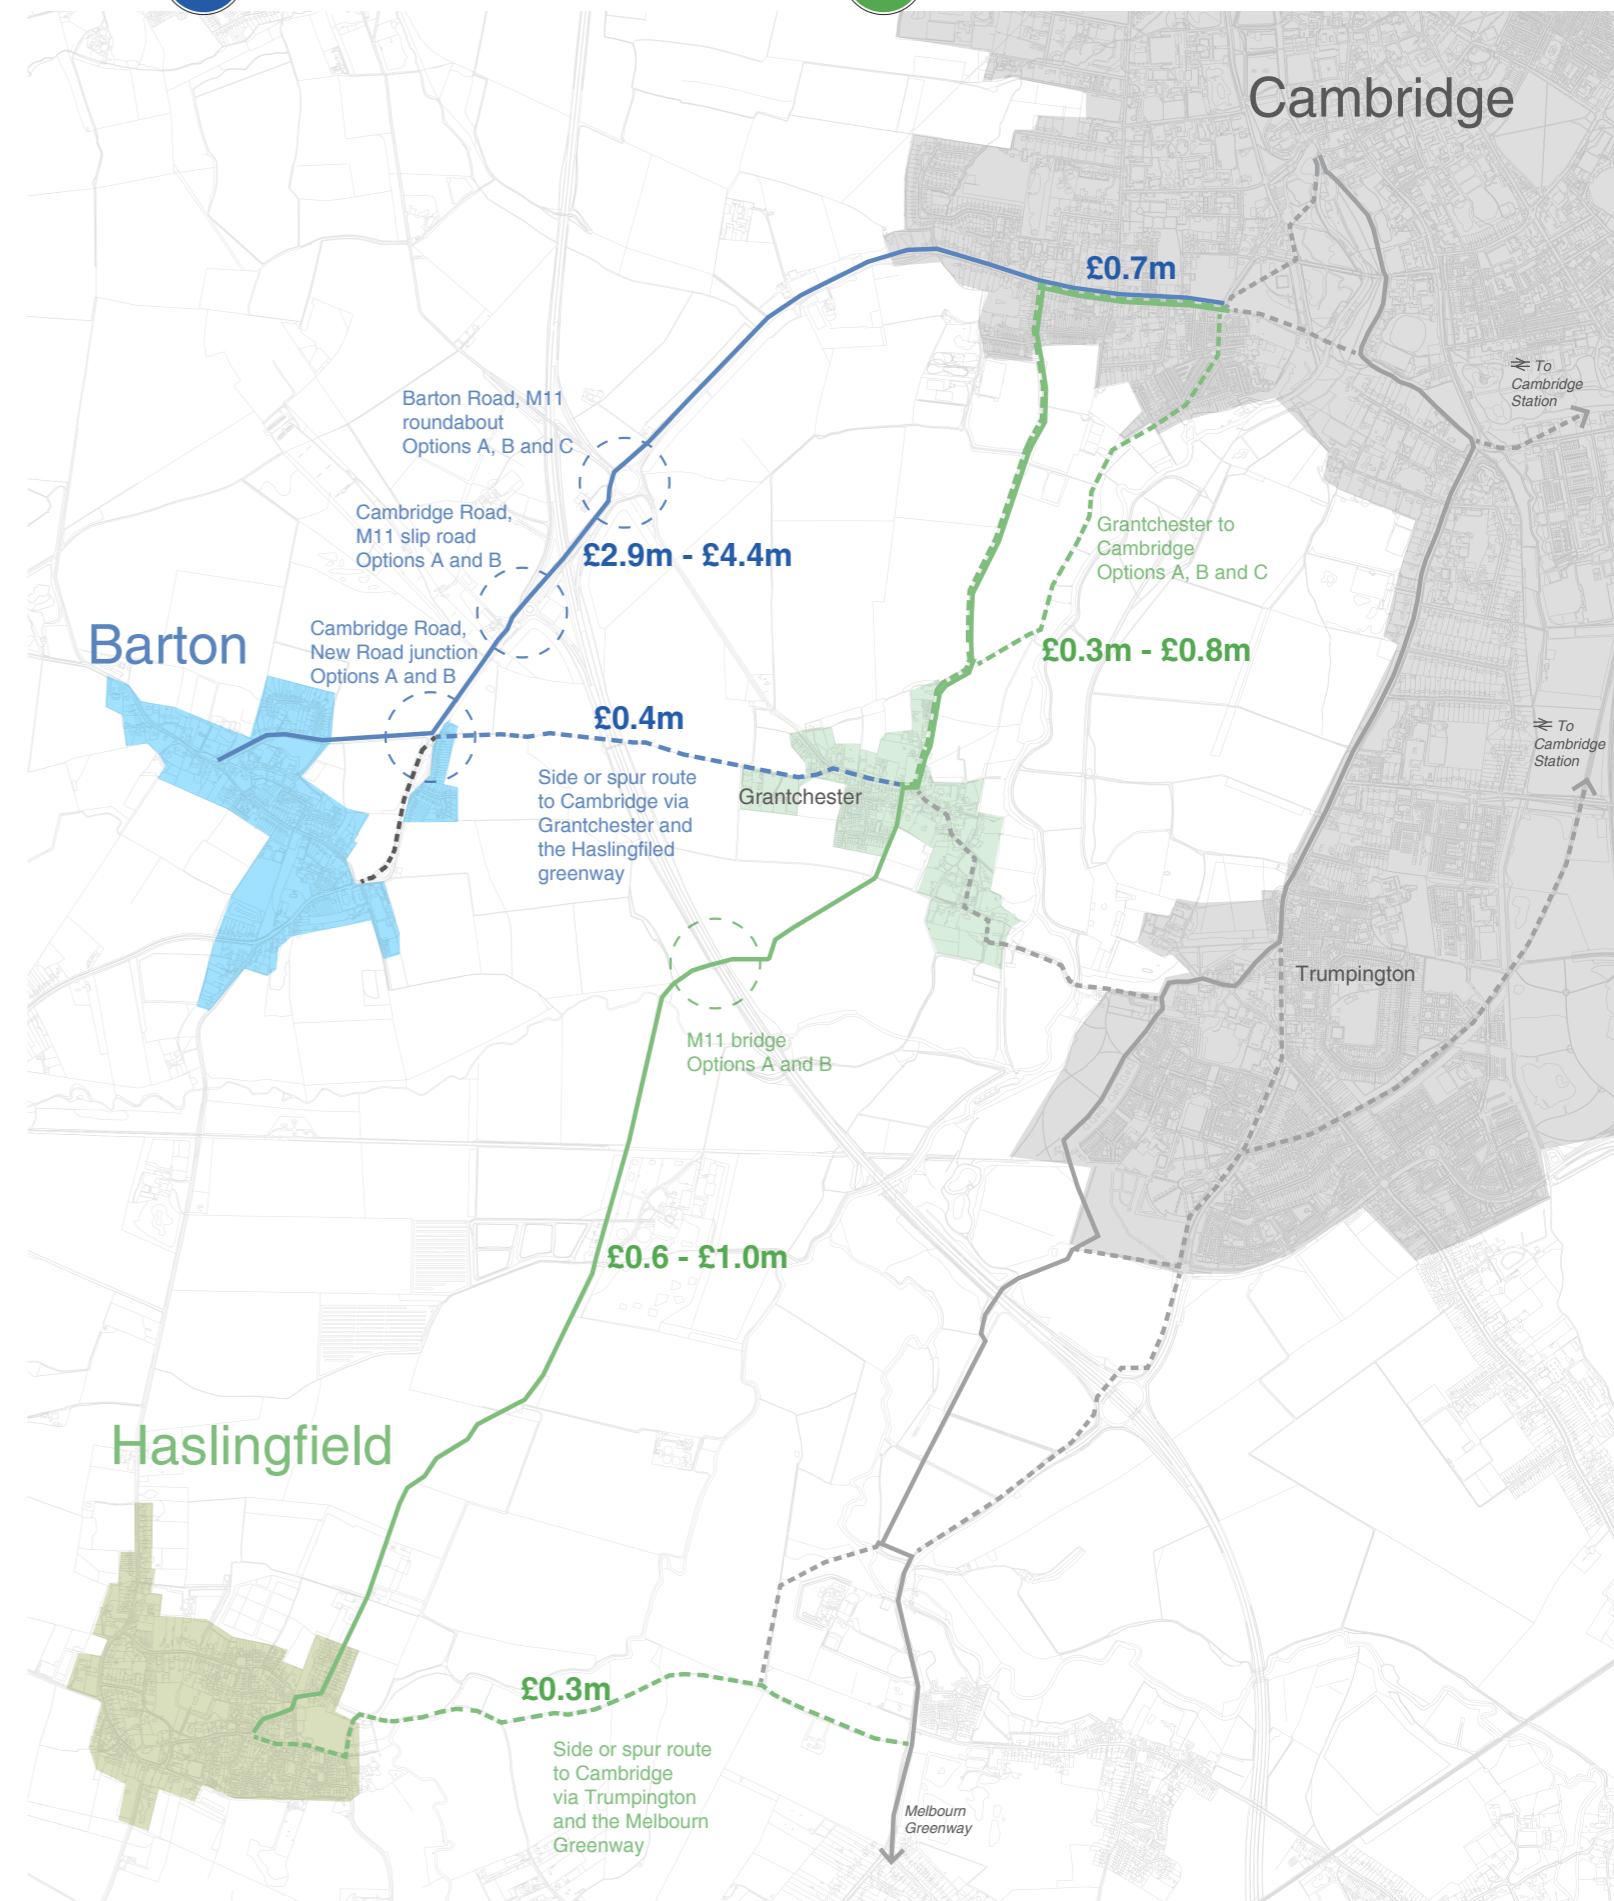 Cambridge
£0.7m
To
Cambridge
Station
Barton Road, M11
roundabout
Options A, B and C
Cambridge Road,
M11 slip road
Options A and B
£2.9m - £4.4m
Grantchester to
Cambridge
Options A, B and C
Barton
Cambridge Road,
New Road junction
Options A and B
£0.3m - £0.8m
£0.4m
To
Cambridge
Station
Side or spur route
to Cambridge via
Grantchester and
the Haslingfiled
greenway
Grantchester
Trumpington
M11 bridge
Options A and B
£0.6 - £1.0m
Haslingfield
£0.3m
Side or spur route
to Cambridge
via Trumpington
and the Melbourn
Greenway
Melbourn
Greenway